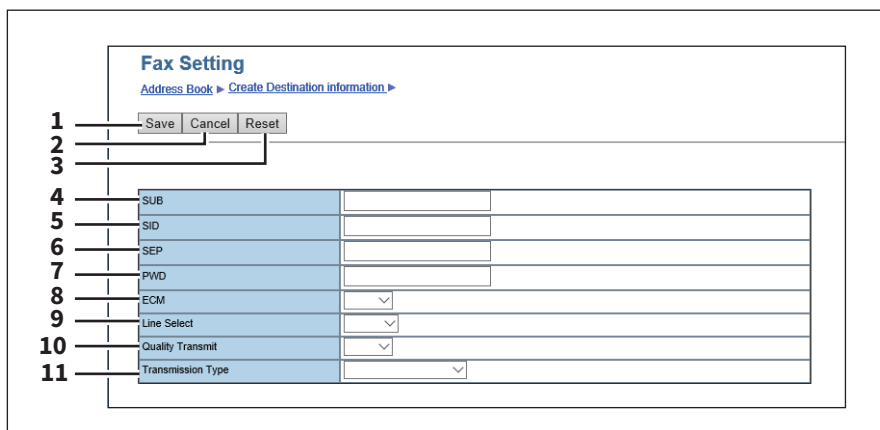 Fax Setting
Address Book ▶ Create Destination information ▶
1 Save Cancel Reset
2
3
4 SUB
5 SID
6 SEP
7 PWD
8 ECM
9 Line Select
10 Quality Transmit
11 Transmission Type